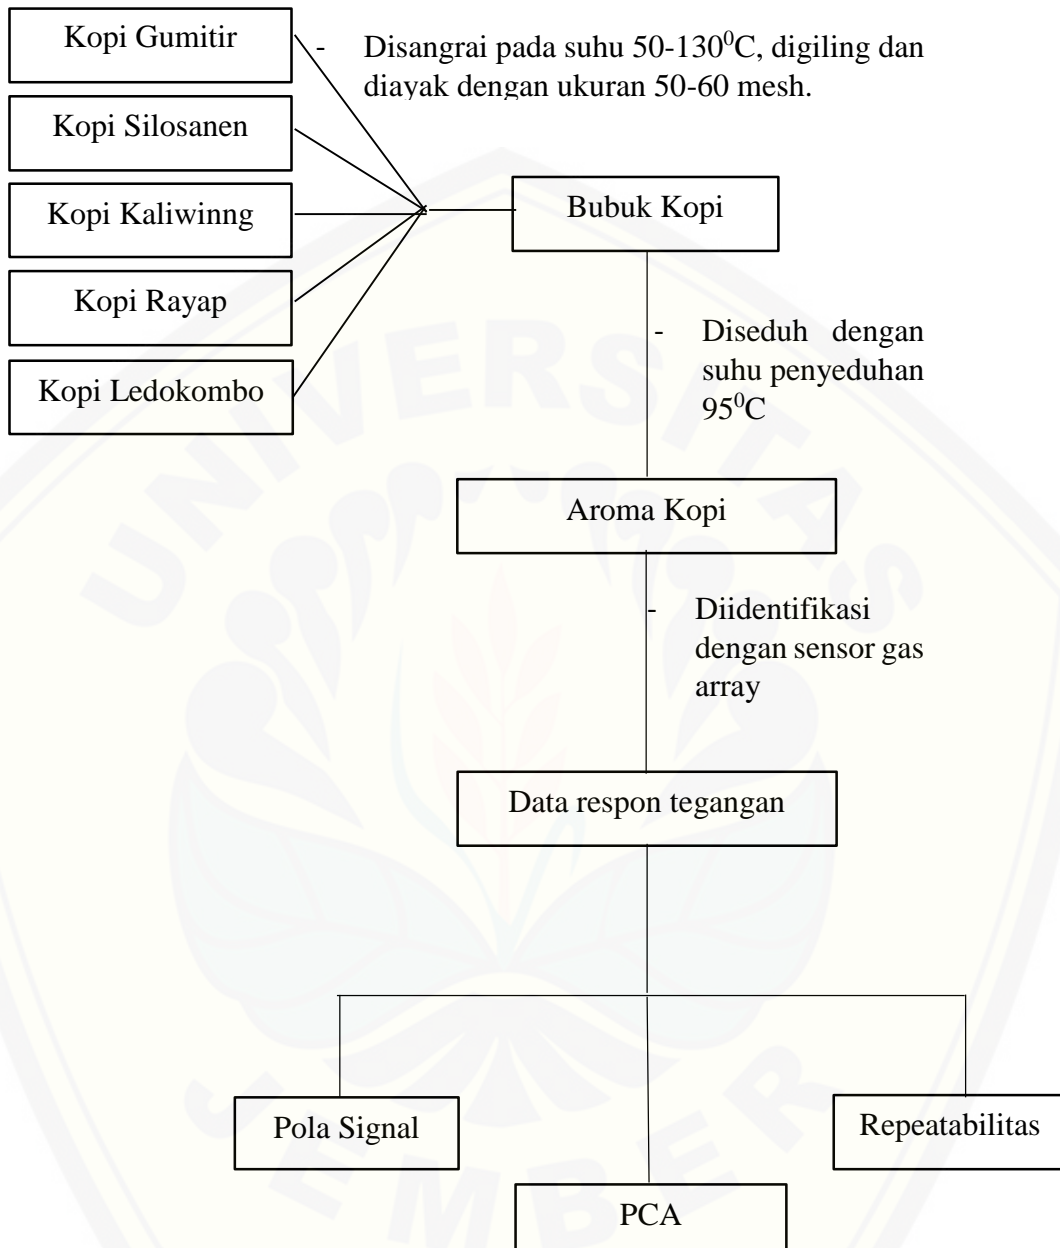 Kopi Gumitir
- Disangrai pada suhu 50-130⁰C, digiling dan
diayak dengan ukuran 50-60 mesh.
Kopi Silosanen
Kopi Kaliwinng
Kopi Rayap
Kopi Ledokombo
Bubuk Kopi
- Diseduh dengan
suhu penyeduhan
95⁰C
Aroma Kopi
- Diidentifikasi
dengan sensor gas
array
Data respon tegangan
Pola Signal
Repeatabilitas
PCA
UNIVERSITAS
JEMBER